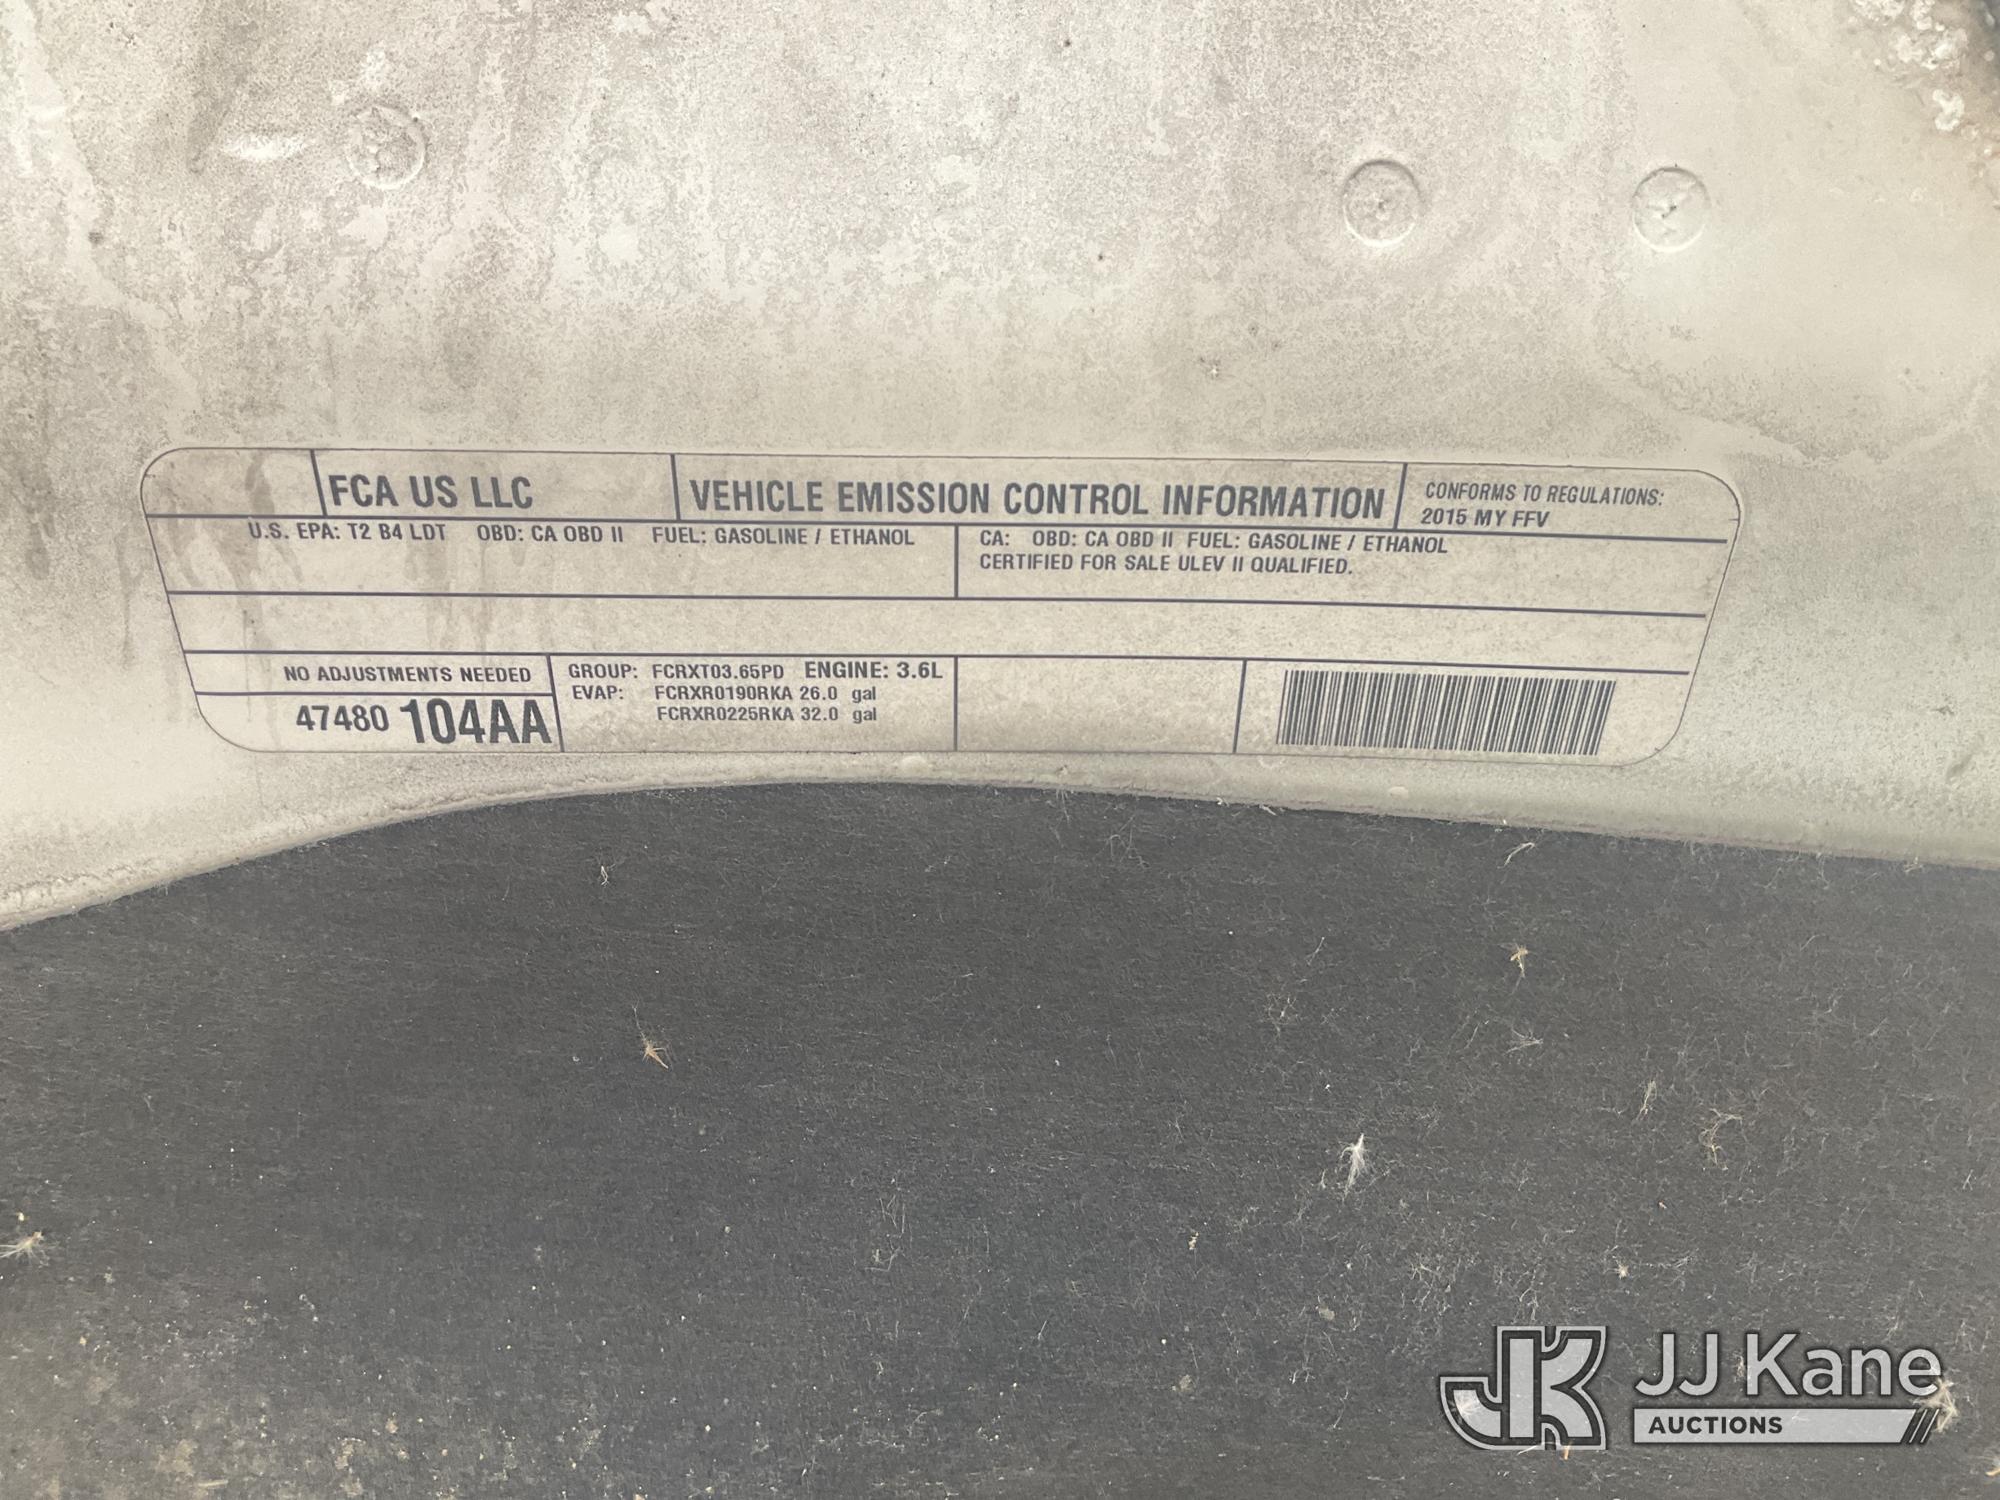 FCA US LLC
VEHICLE EMISSION CONTROL INFORMATION
CONFORMS TO REGULATIONS:
2015 MY FFV
U.S. EPA: T2 B4 LDT OBD: CA OBD II FUEL: GASOLINE / ETHANOL
CA: OBD: CA OBD II FUEL: GASOLINE / ETHANOL
CERTIFIED FOR SALE ULEV II QUALIFIED.
NO ADJUSTMENTS NEEDED
47480 104AA
GROUP: FCRXT03.65PD ENGINE: 3.6L
EVAP: FCRXR0190RKA 26.0 gal
FCRXR0225RKA 32.0 gal
JK JJ Kane
AUCTIONS